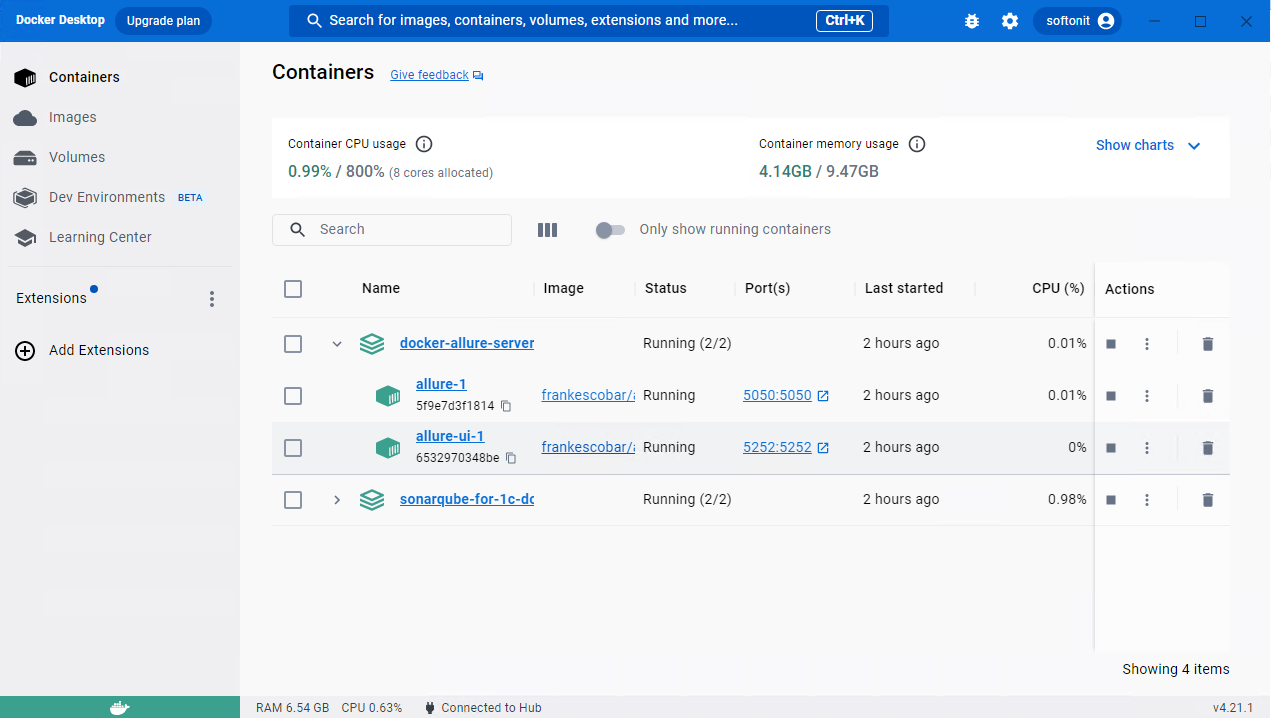 Docker Desktop Upgrade plan Search for images, containers, volumes, extensions and more... Ctrl+K softonit
Containers
Images
Volumes
Dev Environments BETA
Learning Center
Extensions
Add Extensions
Containers Give feedback
Container CPU usage
0.99% / 800% (8 cores allocated)
Container memory usage
4.14GB / 9.47GB
Show charts
Search Only show running containers
Name Image Status Port(s) Last started CPU (%) Actions
docker-allure-server Running (2/2) 2 hours ago 0.01%
allure-1 frankescobar/a Running 5050:5050 2 hours ago 0.01%
5f9e7d3f1814
allure-ui-1 frankescobar/a Running 5252:5252 2 hours ago 0%
6532970348be
sonarqube-for-1c-dc Running (2/2) 2 hours ago 0.98%
Showing 4 items
RAM 6.54 GB CPU 0.63% Connected to Hub v4.21.1